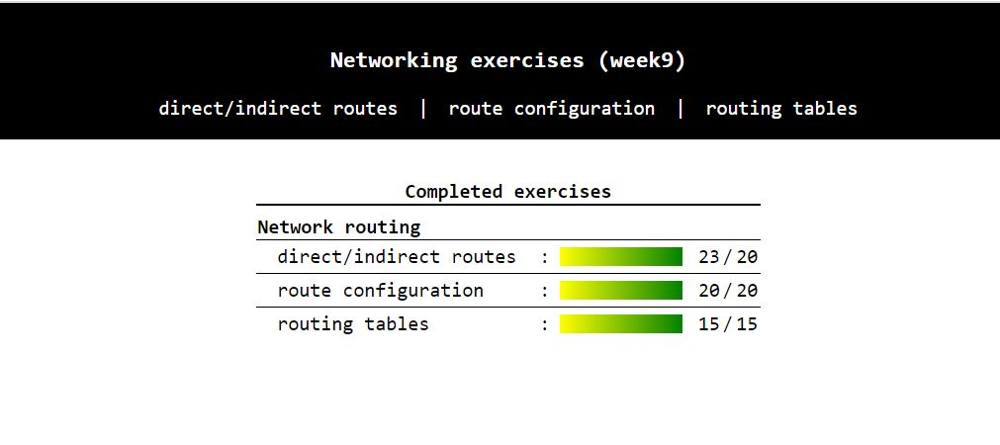 Networking exercises (week9)
direct/indirect routes | route configuration | routing tables
Completed exercises
Network routing
direct/indirect routes : 23/20
route configuration : 20/20
routing tables : 15/15